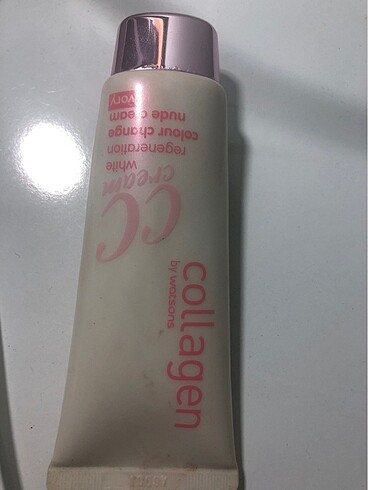 collagen
by watsons
CC
cream
white
regeneration
colour change
nude cream
ivory